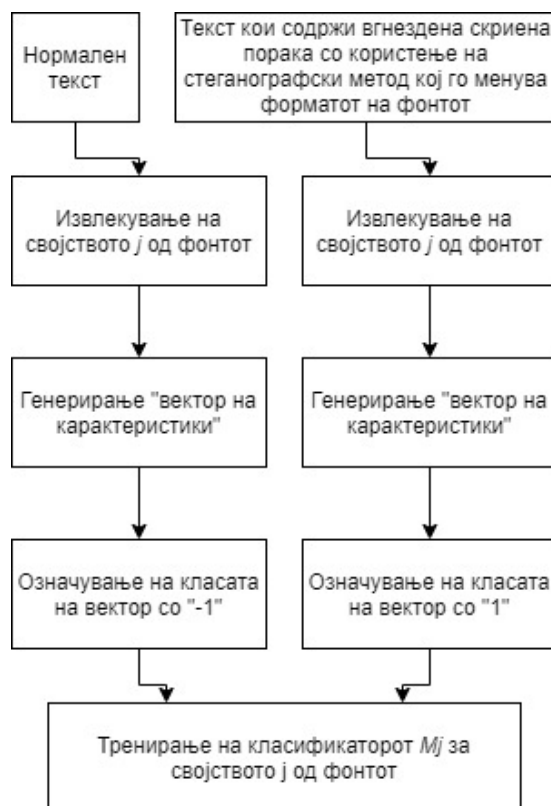 Нормален
текст
Текст кои содржи вгнездена скриена
порака со користење на
стеганографски метод кој го менува
форматот на фонтот
Извлекување на
својството j од фонтот
Извлекување на
својството j од фонтот
Генерирање "вектор на
карактеристики"
Генерирање "вектор на
карактеристики"
Означување на класата
на вектор со "-1"
Означување на класата
на вектор со "1"
Тренирање на класификаторот Mj за
својството j од фонтот